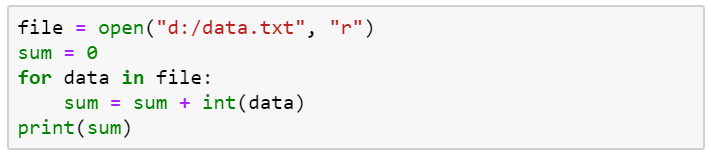 file = open("d:/data.txt", "r")
sum = 0
for data in file:
    sum = sum + int(data)
print(sum)